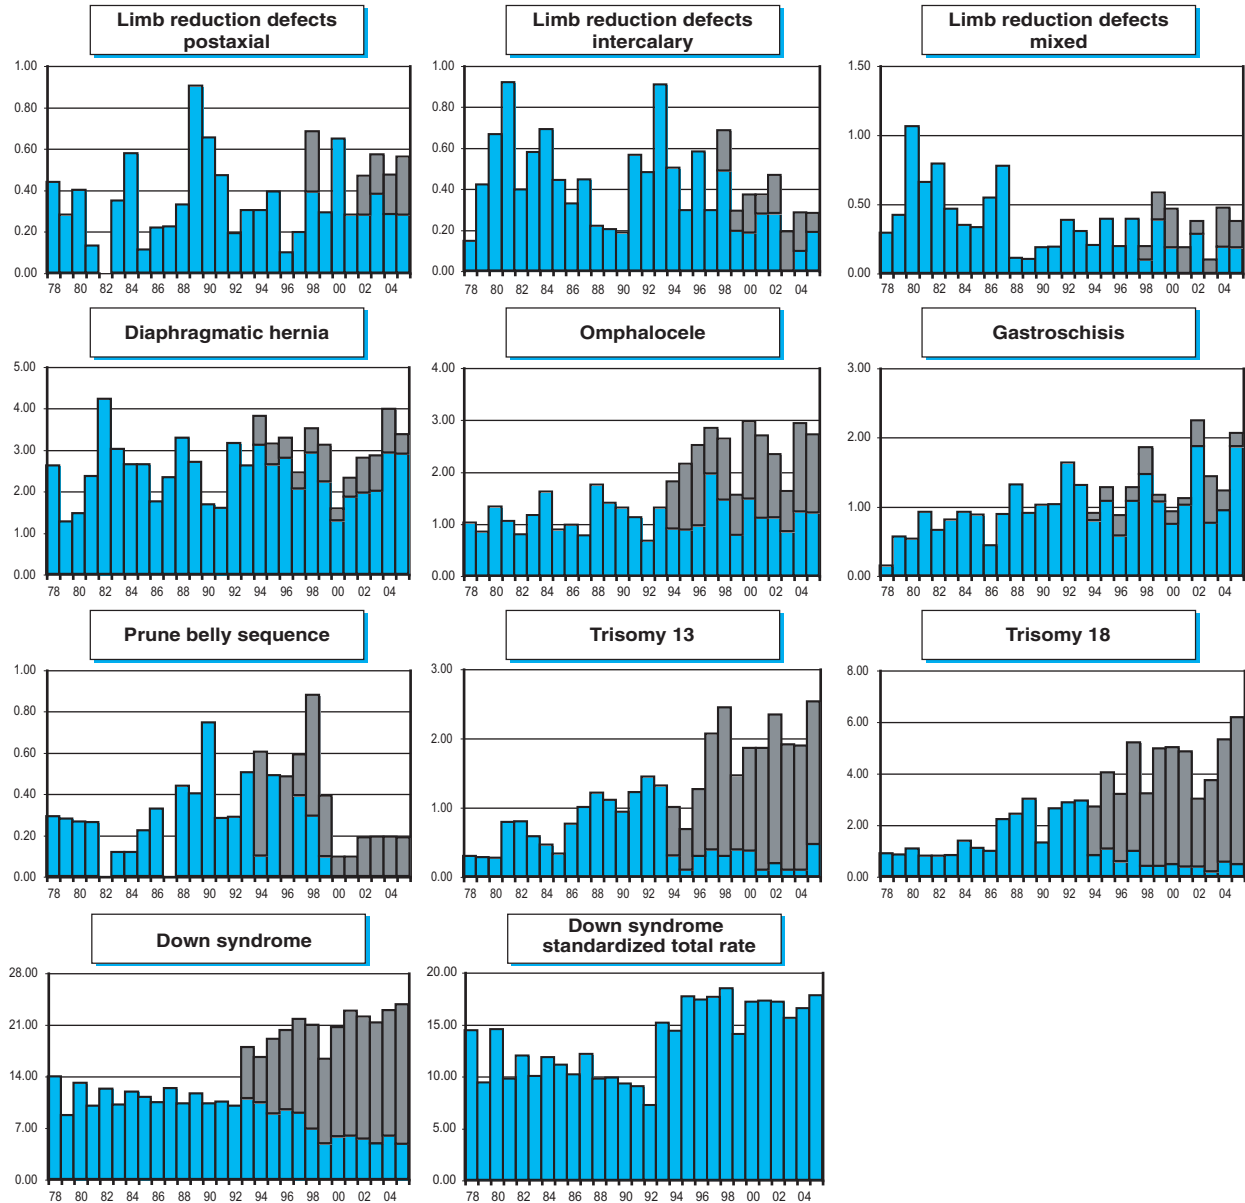 Limb reduction defects
postaxial
Limb reduction defects
intercalary
Limb reduction defects
mixed
1.00
0.80
0.60
0.40
0.20
0.00
78 80 82 84 86 88 90 92 94 96 98 00 02 04
1.00
0.80
0.60
0.40
0.20
0.00
78 80 82 84 86 88 90 92 94 96 98 00 02 04
1.50
1.00
0.50
0.00
78 80 82 84 86 88 90 92 94 96 98 00 02 04
Diaphragmatic hernia
Omphalocele
Gastroschisis
5.00
4.00
3.00
2.00
1.00
0.00
78 80 82 84 86 88 90 92 94 96 98 00 02 04
4.00
3.00
2.00
1.00
0.00
78 80 82 84 86 88 90 92 94 96 98 00 02 04
3.00
2.00
1.00
0.00
78 80 82 84 86 88 90 92 94 96 98 00 02 04
Prune belly sequence
Trisomy 13
Trisomy 18
1.00
0.80
0.60
0.40
0.20
0.00
78 80 82 84 86 88 90 92 94 96 98 00 02 04
3.00
2.00
1.00
0.00
78 80 82 84 86 88 90 92 94 96 98 00 02 04
8.00
6.00
4.00
2.00
0.00
78 80 82 84 86 88 90 92 94 96 98 00 02 04
Down syndrome
Down syndrome
standardized total rate
28.00
21.00
14.00
7.00
0.00
78 80 82 84 86 88 90 92 94 96 98 00 02 04
20.00
15.00
10.00
5.00
0.00
78 80 82 84 86 88 90 92 94 96 98 00 02 04